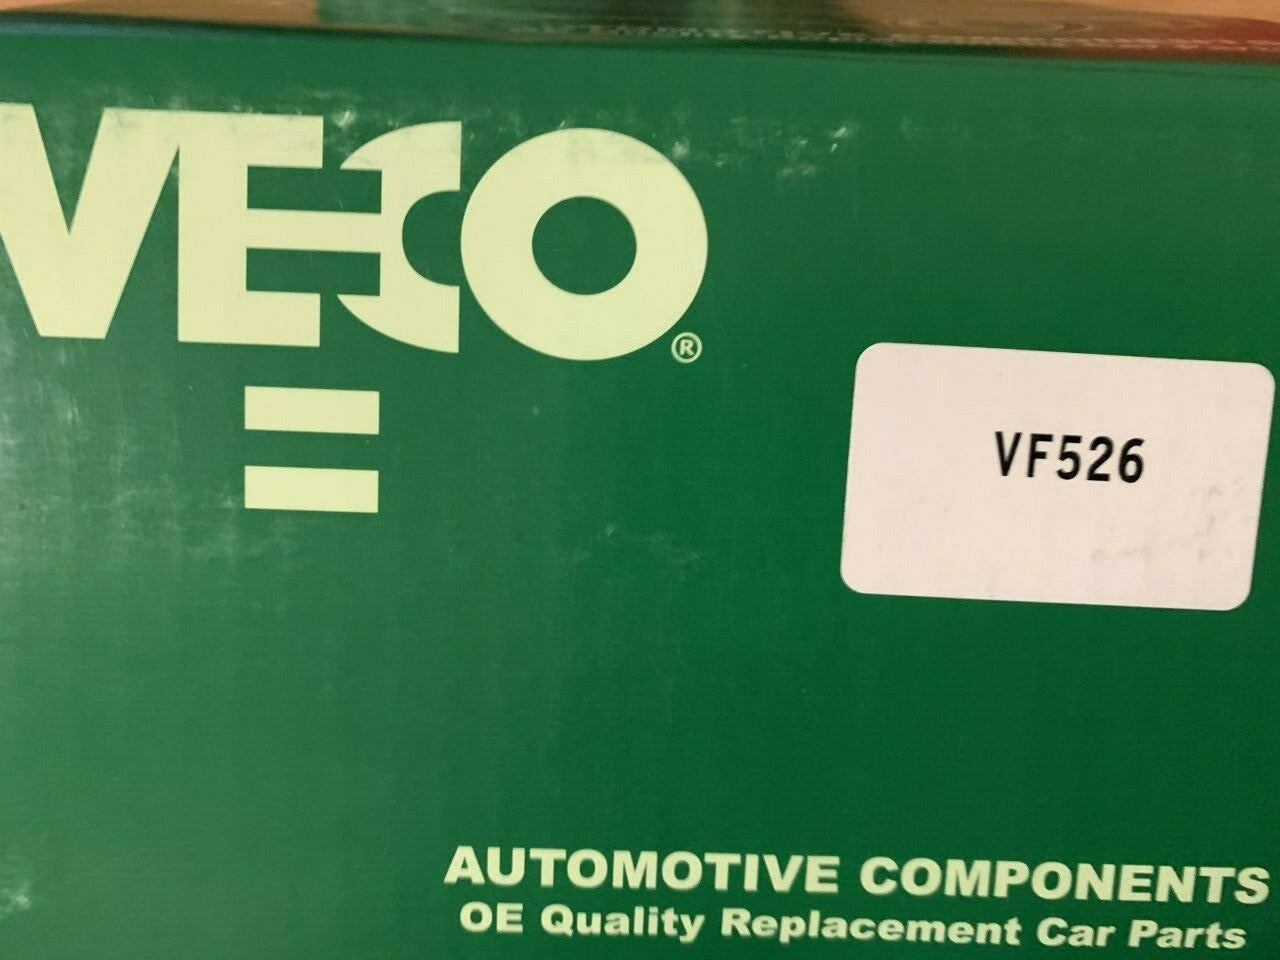 VECO®
VF526
AUTOMOTIVE COMPONENTS
OE Quality Replacement Car Parts